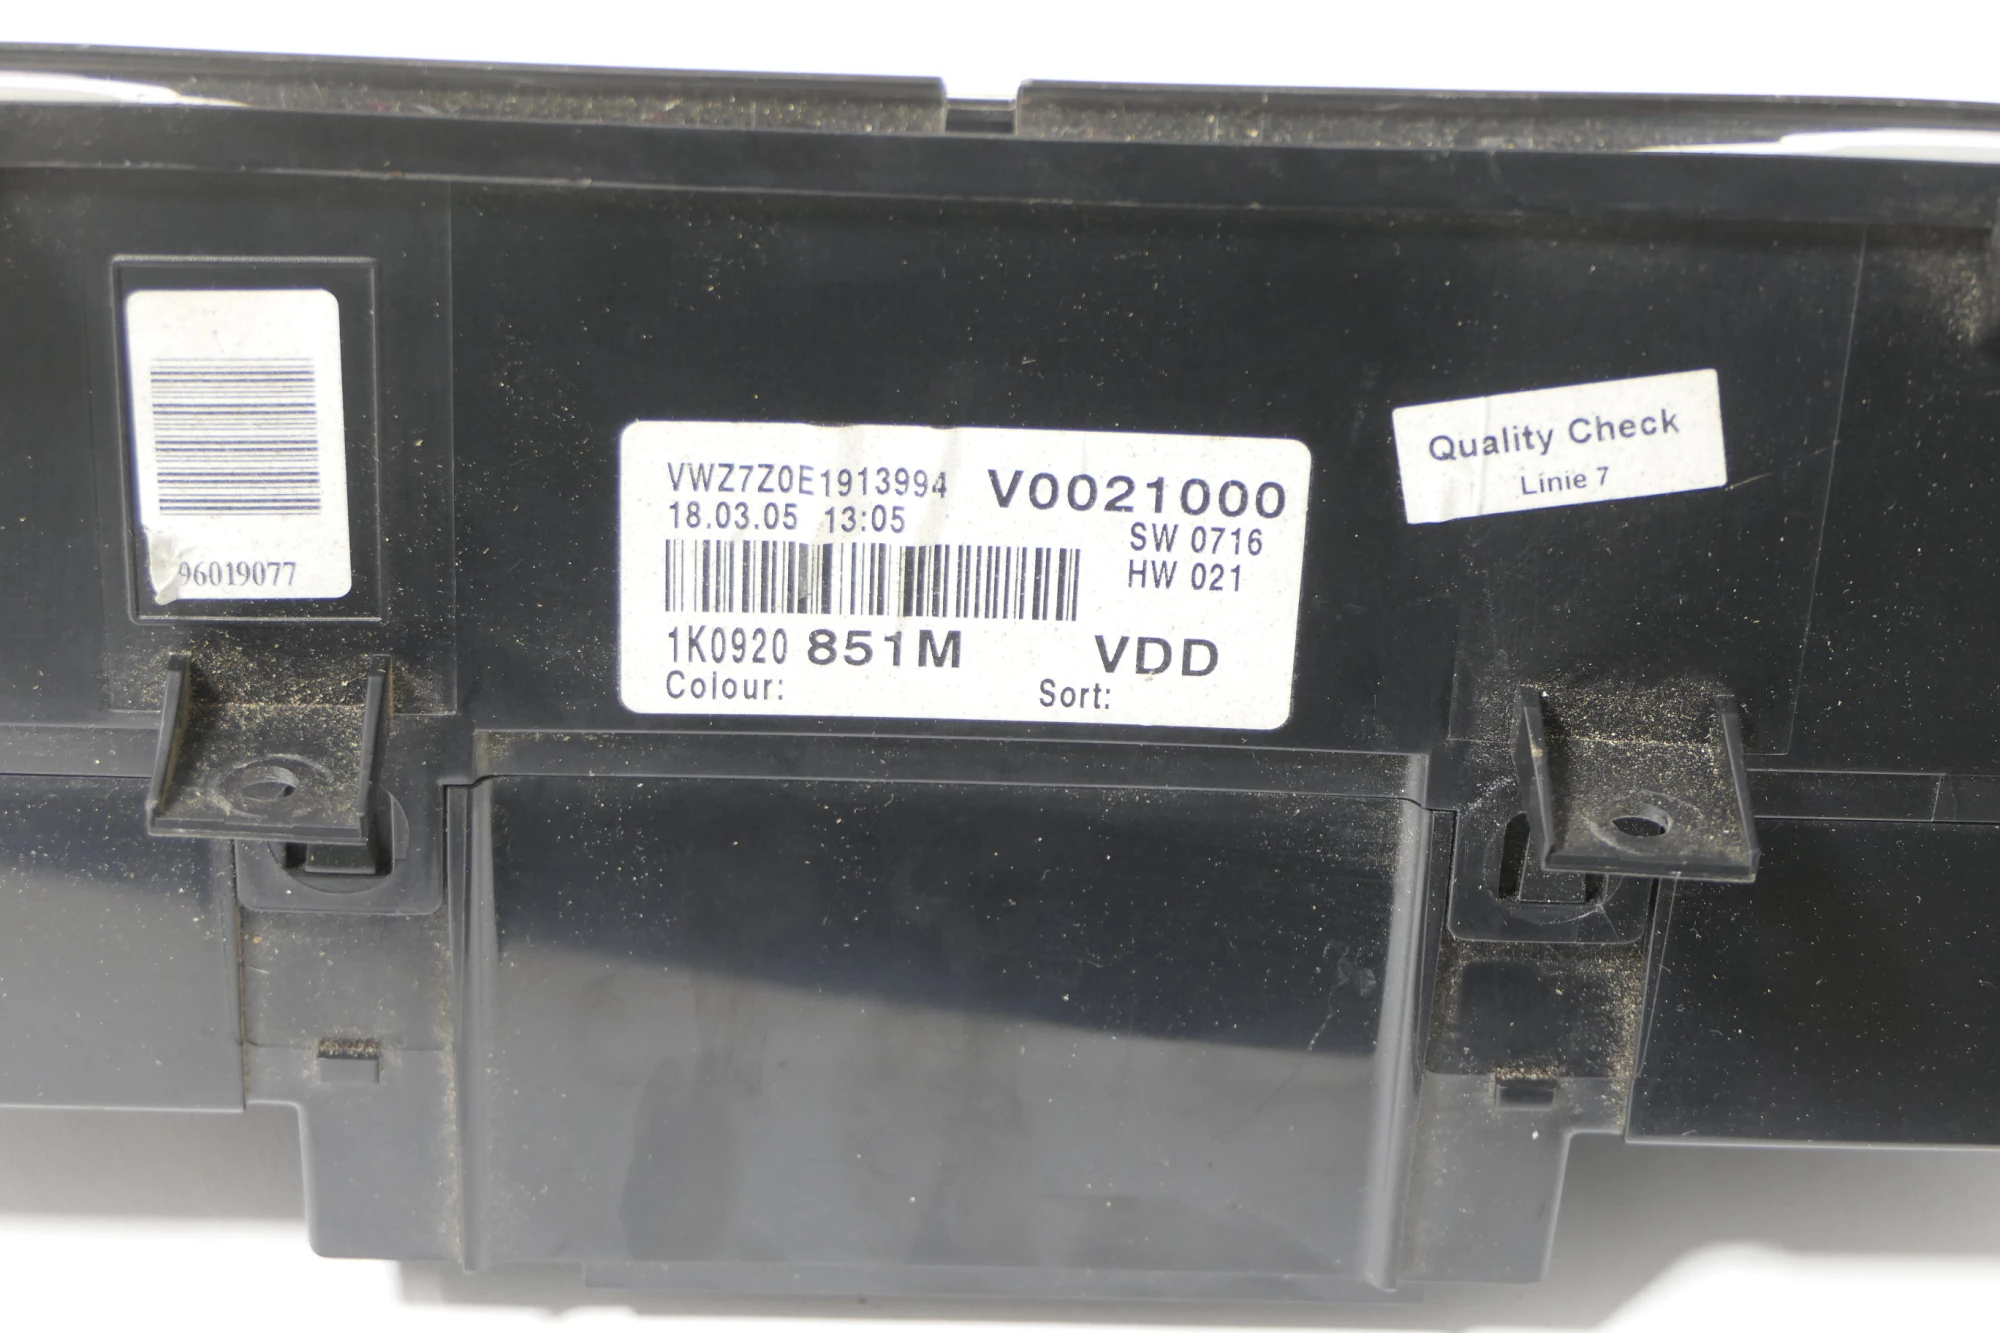 96019077
VWZ7Z0E1913994 V0021000
18.03.05 13:05
SW 0716
HW 021
1K0920 851M VDD
Colour: Sort:
Quality Check
Linie 7